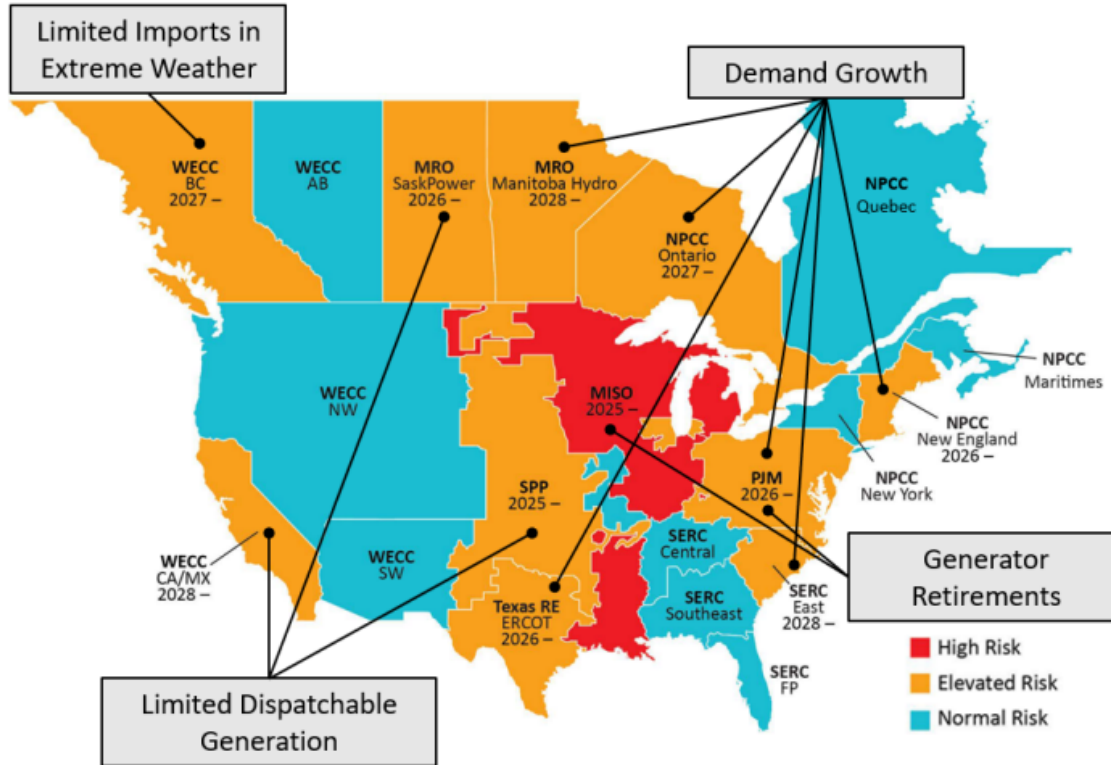 Limited Imports in
Extreme Weather
Demand Growth
WECC
BC
2027 –
WECC
AB
MRO
SaskPower
2026 –
MRO
Manitoba Hydro
2028 –
NPCC
Ontario
2027 –
NPCC
Quebec
NPCC
Maritimes
WECC
NW
MISO
2025 –
NPCC
New England
2026 –
NPCC
New York
SPP
2025 –
PJM
2026 –
WECC
CA/MX
2028 –
WECC
SW
SERC
Central
Texas RE
ERCOT
2026 –
SERC
Southeast
SERC
East
2028 –
Generator
Retirements
SERC
FP
High Risk
Elevated Risk
Normal Risk
Limited Dispatchable
Generation